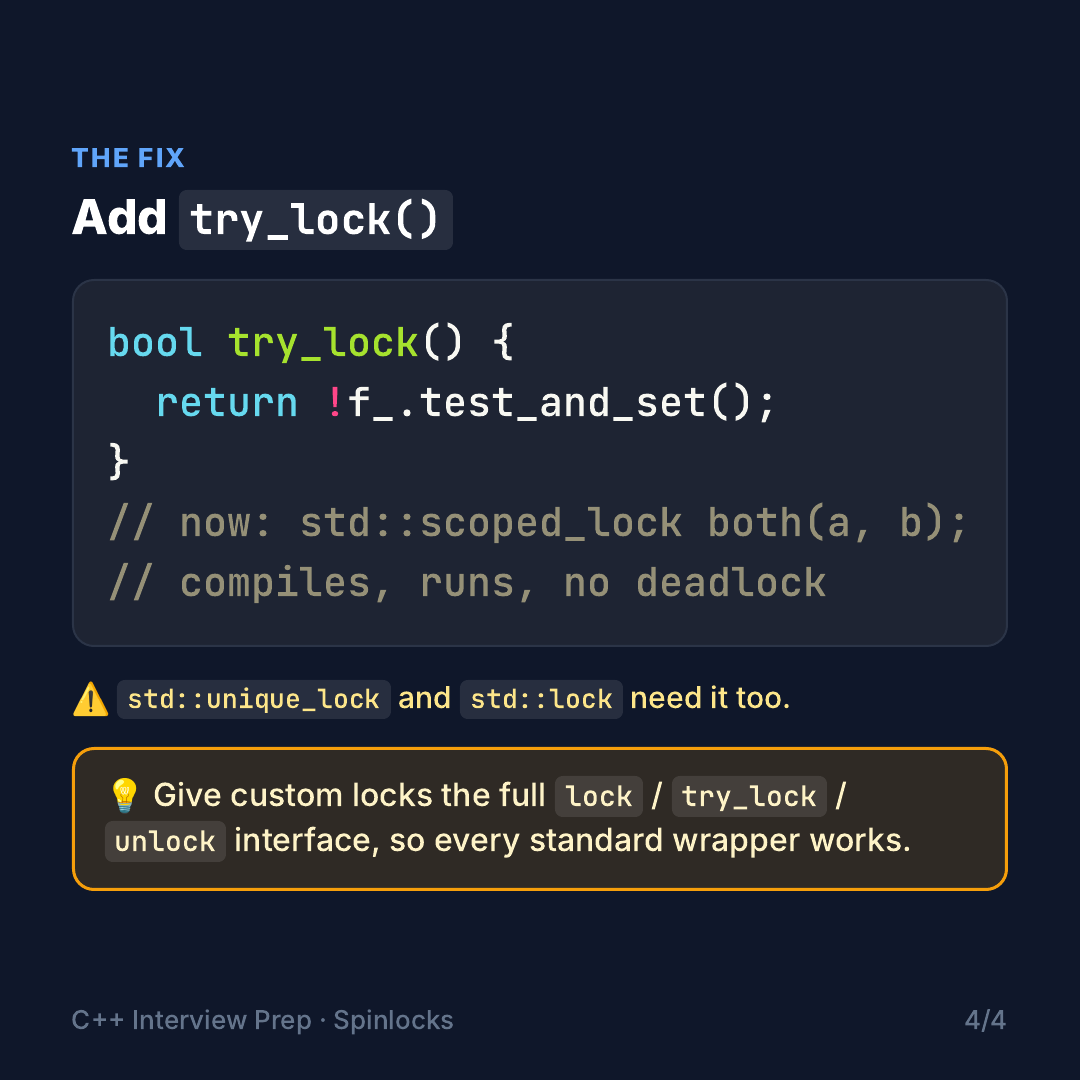 THE FIX
Add try_lock()
bool try_lock() {
  return !f_.test_and_set();
}
// now: std::scoped_lock both(a, b);
// compiles, runs, no deadlock
⚠️ std::unique_lock and std::lock need it too.
💡 Give custom locks the full lock / try_lock /
unlock interface, so every standard wrapper works.
C++ Interview Prep · Spinlocks
4/4